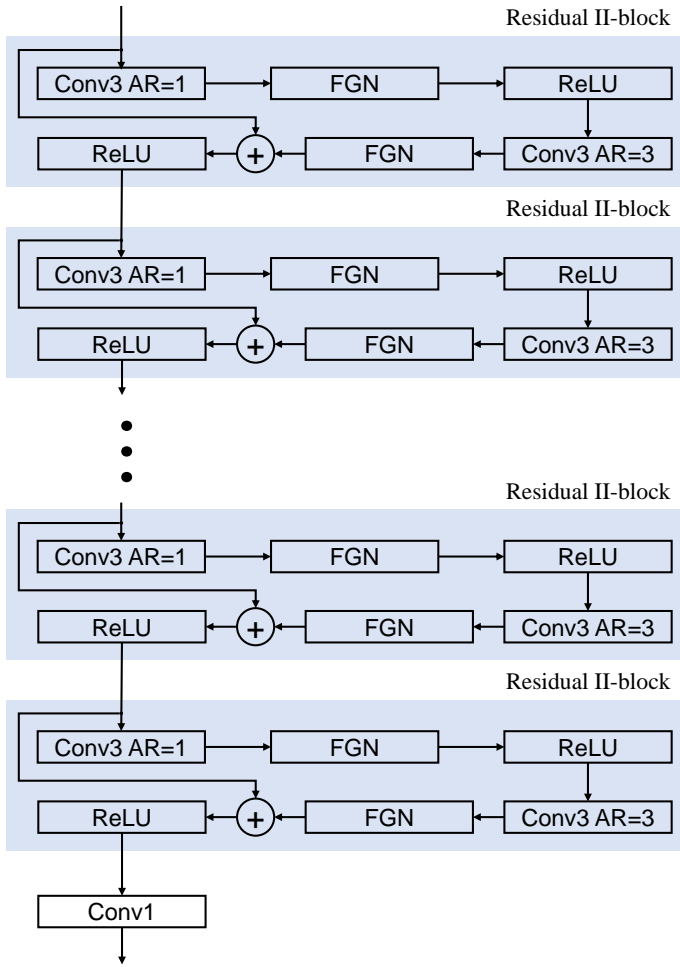 Residual II-block
Conv3 AR=1 FGN ReLU
ReLU + FGN Conv3 AR=3
Residual II-block
Conv3 AR=1 FGN ReLU
ReLU + FGN Conv3 AR=3
Residual II-block
Conv3 AR=1 FGN ReLU
ReLU + FGN Conv3 AR=3
Residual II-block
Conv3 AR=1 FGN ReLU
ReLU + FGN Conv3 AR=3
Conv1